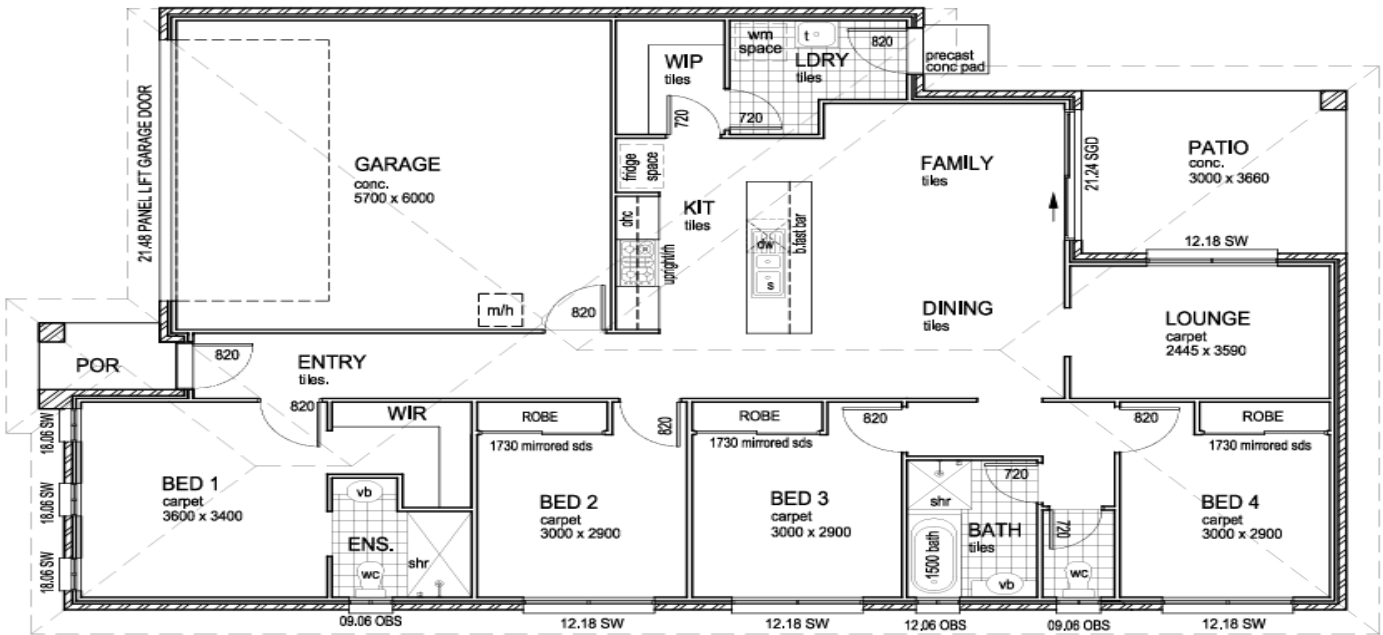 21.48 PANEL LIFT GARAGE DOOR
GARAGE
conc.
5700 x 6000
m/h
820
WIP
tiles
720
wm
space
t
LDRY
tiles
820
720
precast
conc pad
fridge
space
KIT
tiles
ohc
upright/rh
dw
s
b.fast bar
FAMILY
tiles
21.24 SGD
PATIO
conc.
3000 x 3660
12.18 SW
DINING
tiles
LOUNGE
carpet
2445 x 3590
POR
820
ENTRY
tiles.
18.06 SW
18.06 SW
18.06 SW
BED 1
carpet
3600 x 3400
820
WIR
vb
ENS.
shr
wc
09.06 OBS
ROBE
1730 mirrored sds
820
BED 2
carpet
3000 x 2900
12.18 SW
ROBE
1730 mirrored sds
820
BED 3
carpet
3000 x 2900
12.18 SW
shr
720
BATH
tiles
1500 bath
vb
12.06 OBS
720
wc
09.06 OBS
820
ROBE
1730 mirrored sds
BED 4
carpet
3000 x 2900
12.18 SW